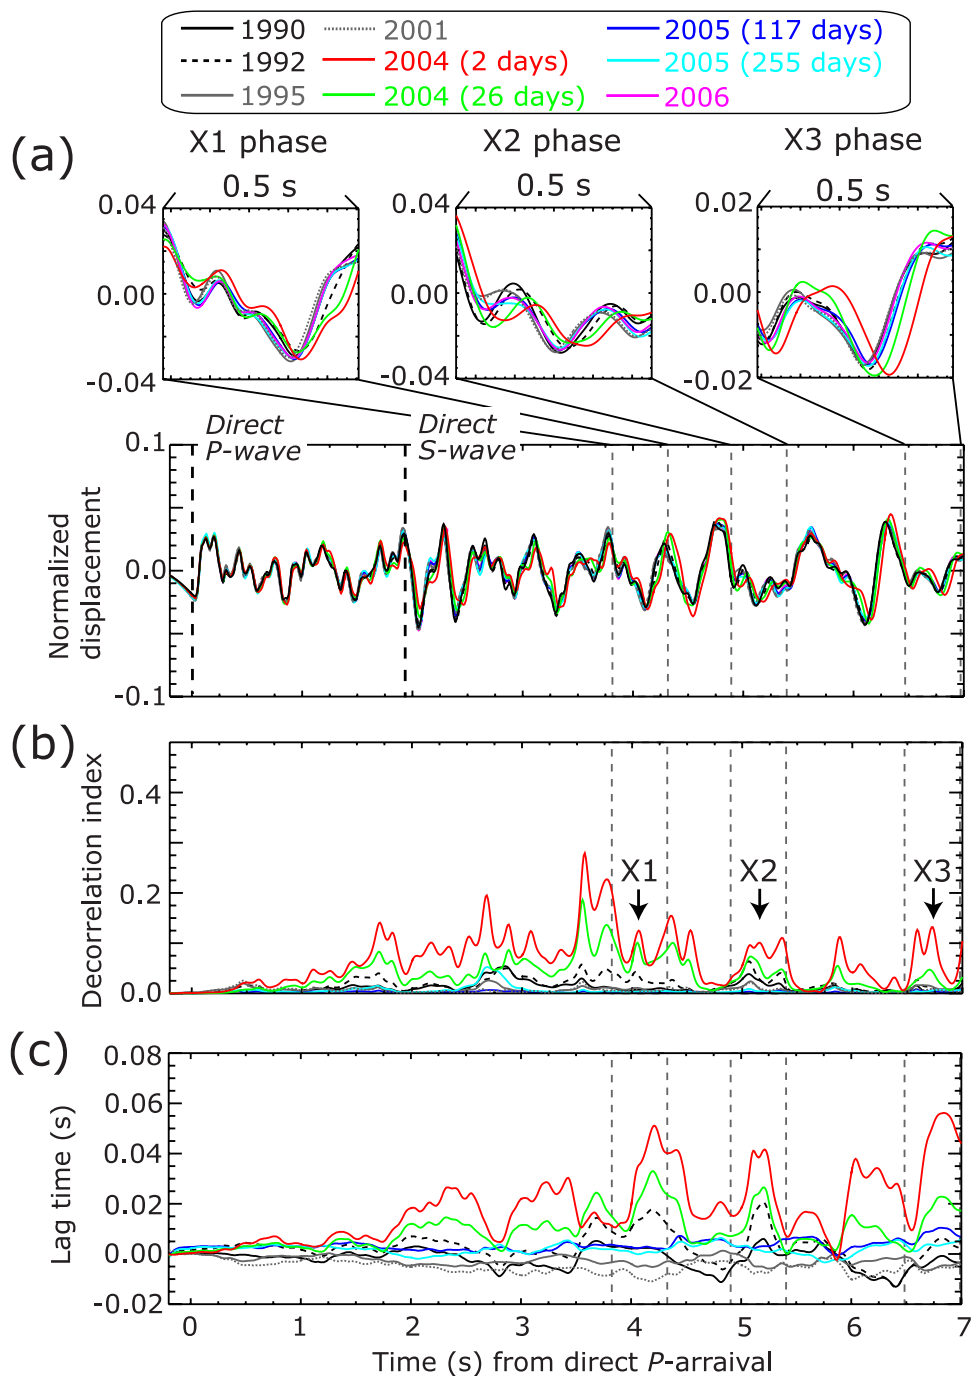 1990 2001 2005 (117 days)
1992 2004 (2 days) 2005 (255 days)
1995 2004 (26 days) 2006
(a)
X1 phase X2 phase X3 phase
0.5 s 0.5 s 0.5 s
0.04 0.04 0.02
0.00 0.00 0.00
-0.04 -0.04 -0.02
Direct
P-wave
Direct
S-wave
0.1
0.0
-0.1
Normalized
displacement
(b)
0.4
0.2
0.0
Decorrelation index
X1 X2 X3
(c)
0.08
0.06
0.04
0.02
0.00
-0.02
Lag time (s)
0 1 2 3 4 5 6 7
Time (s) from direct P-arraival